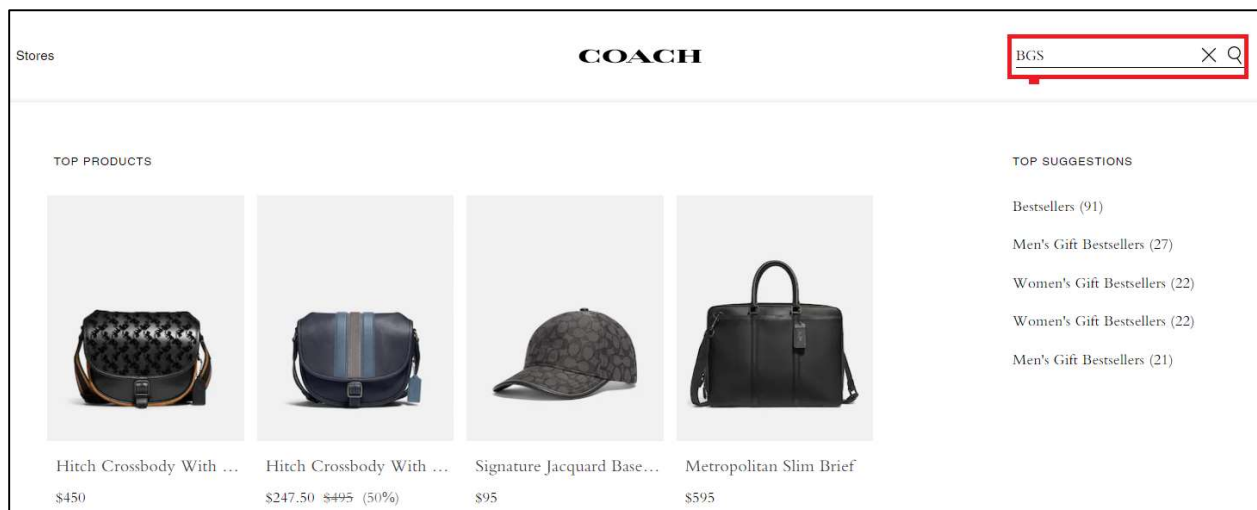 Stores
COACH
BGS
TOP PRODUCTS
TOP SUGGESTIONS
Bestsellers (91)
Men's Gift Bestsellers (27)
Women's Gift Bestsellers (22)
Women's Gift Bestsellers (22)
Men's Gift Bestsellers (21)
Hitch Crossbody With ...
$450
Hitch Crossbody With ...
$247.50 $495 (50%)
Signature Jacquard Base...
$95
Metropolitan Slim Brief
$595